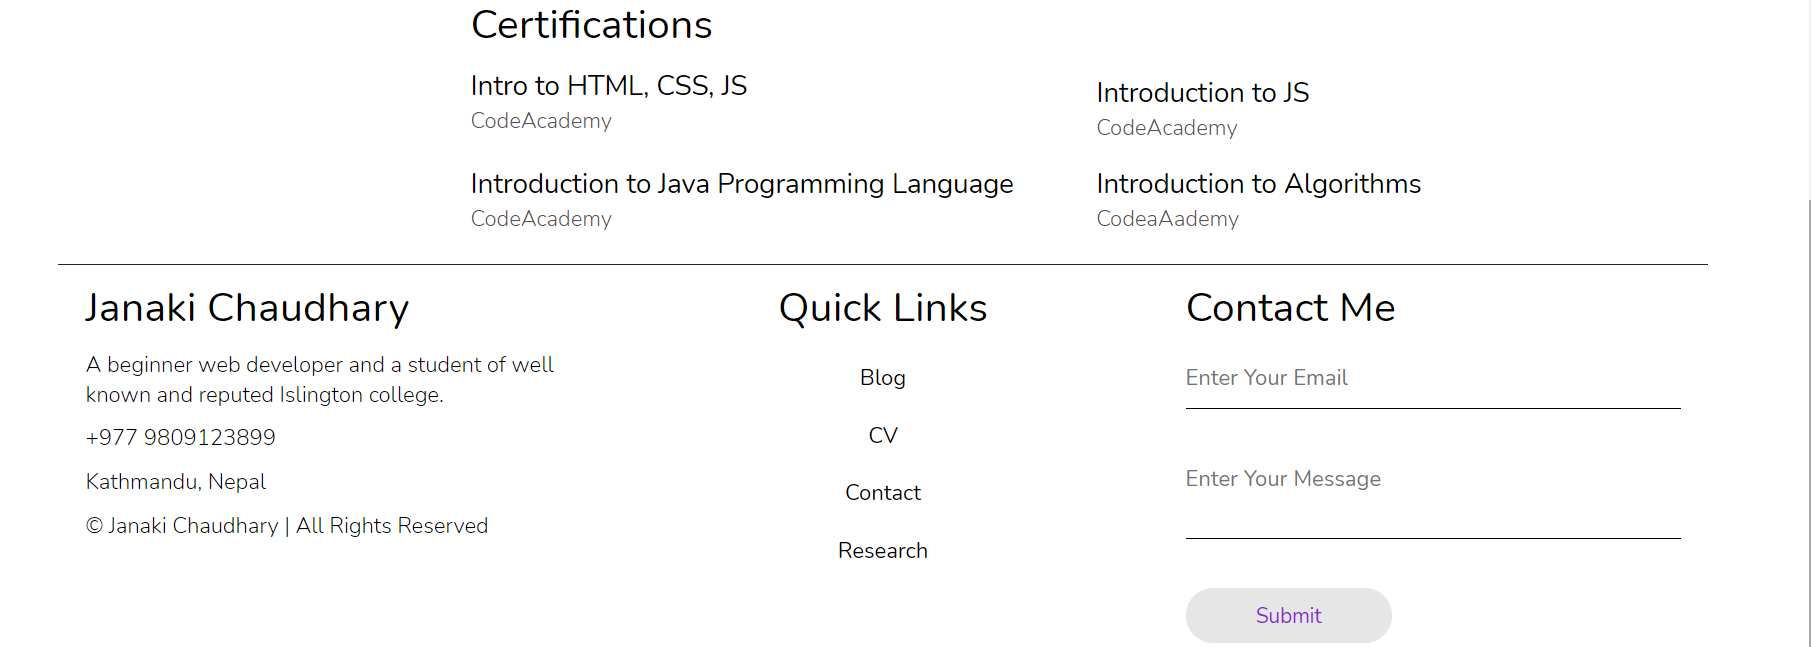 Certifications
Intro to HTML, CSS, JS
CodeAcademy
Introduction to JS
CodeAcademy
Introduction to Java Programming Language
CodeAcademy
Introduction to Algorithms
CodeaAademy
Janaki Chaudhary
A beginner web developer and a student of well
known and reputed Islington college.
+977 9809123899
Kathmandu, Nepal
© Janaki Chaudhary | All Rights Reserved
Quick Links
Blog
CV
Contact
Research
Contact Me
Enter Your Email
Enter Your Message
Submit